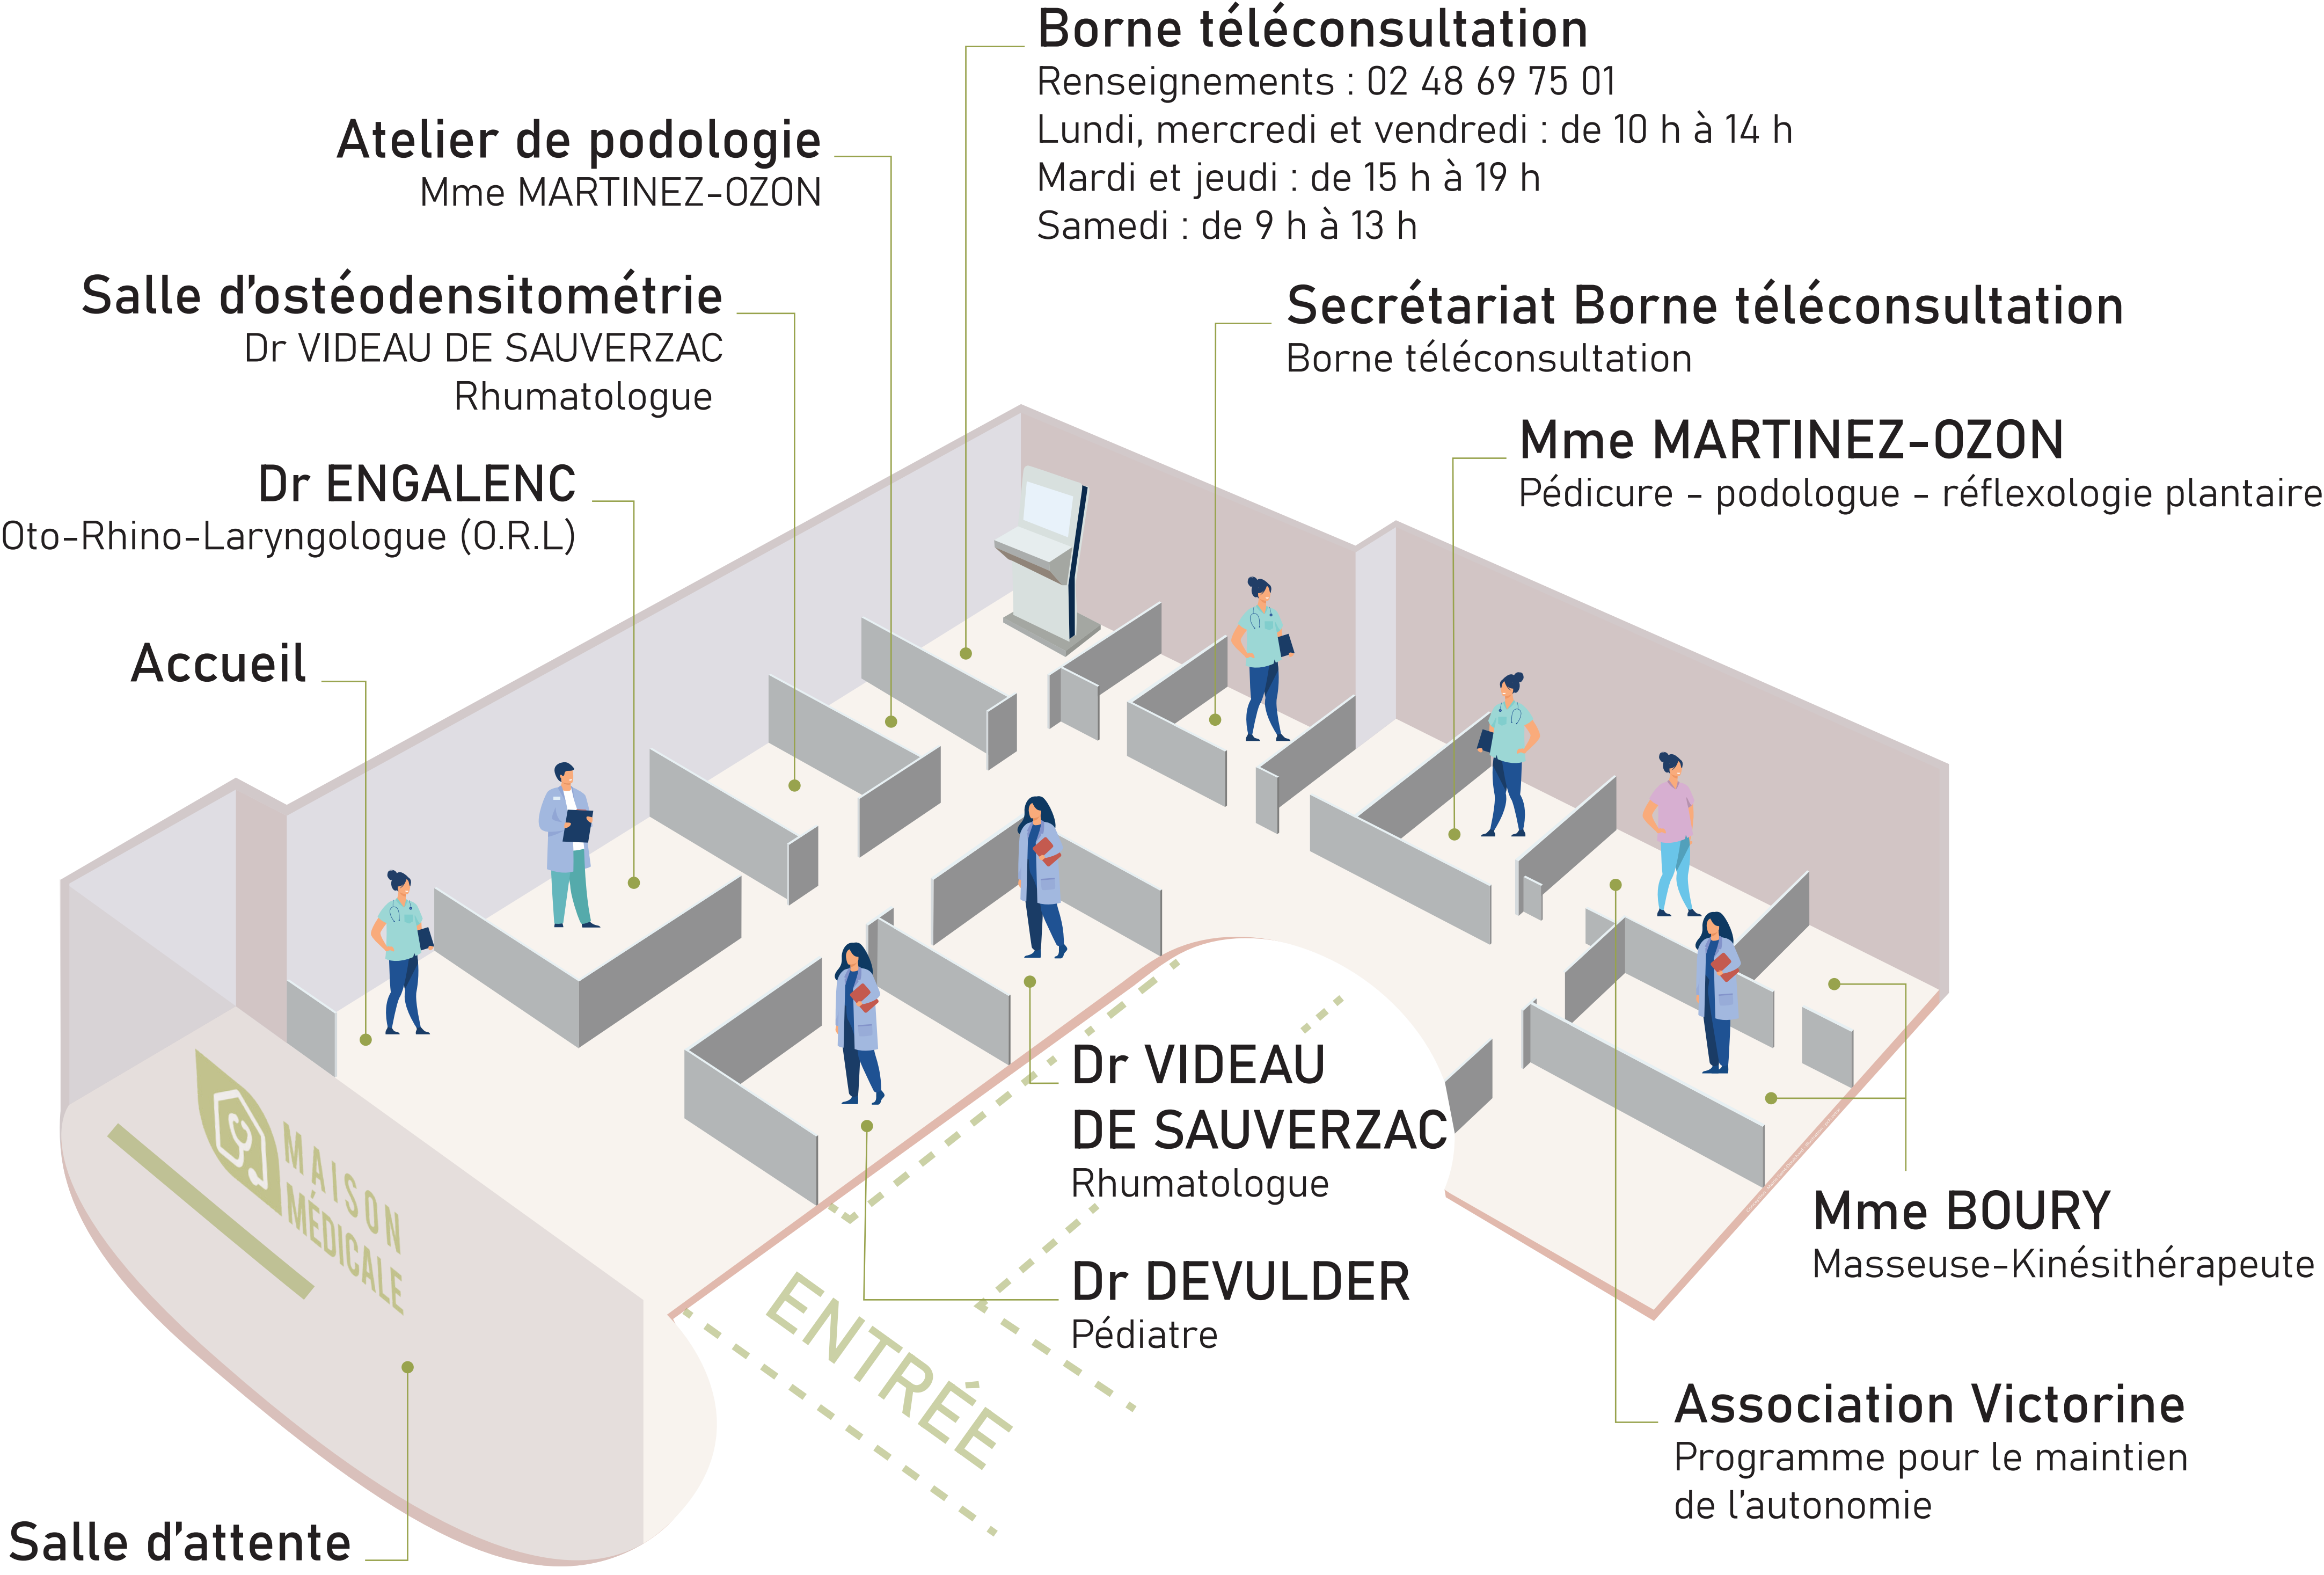 Borne téléconsultation
Renseignements : 02 48 69 75 01
Lundi, mercredi et vendredi : de 10 h à 14 h
Mardi et jeudi : de 15 h à 19 h
Samedi : de 9 h à 13 h
Atelier de podologie
Mme MARTINEZ-OZON
Salle d’ostéodensitométrie
Dr VIDEAU DE SAUVERZAC
Rhumatologue
Secrétariat Borne téléconsultation
Borne téléconsultation
Mme MARTINEZ-OZON
Pédicure - podologue - réflexologie plantaire
Dr ENGALENC
Oto-Rhino-Laryngologue (O.R.L)
Accueil
MAISON
MÉDICALE
Dr VIDEAU
DE SAUVERZAC
Rhumatologue
Dr DEVULDER
Pédiatre
ENTRÉE
Mme BOURY
Masseuse-Kinésithérapeute
Association Victorine
Programme pour le maintien
de l’autonomie
Salle d’attente